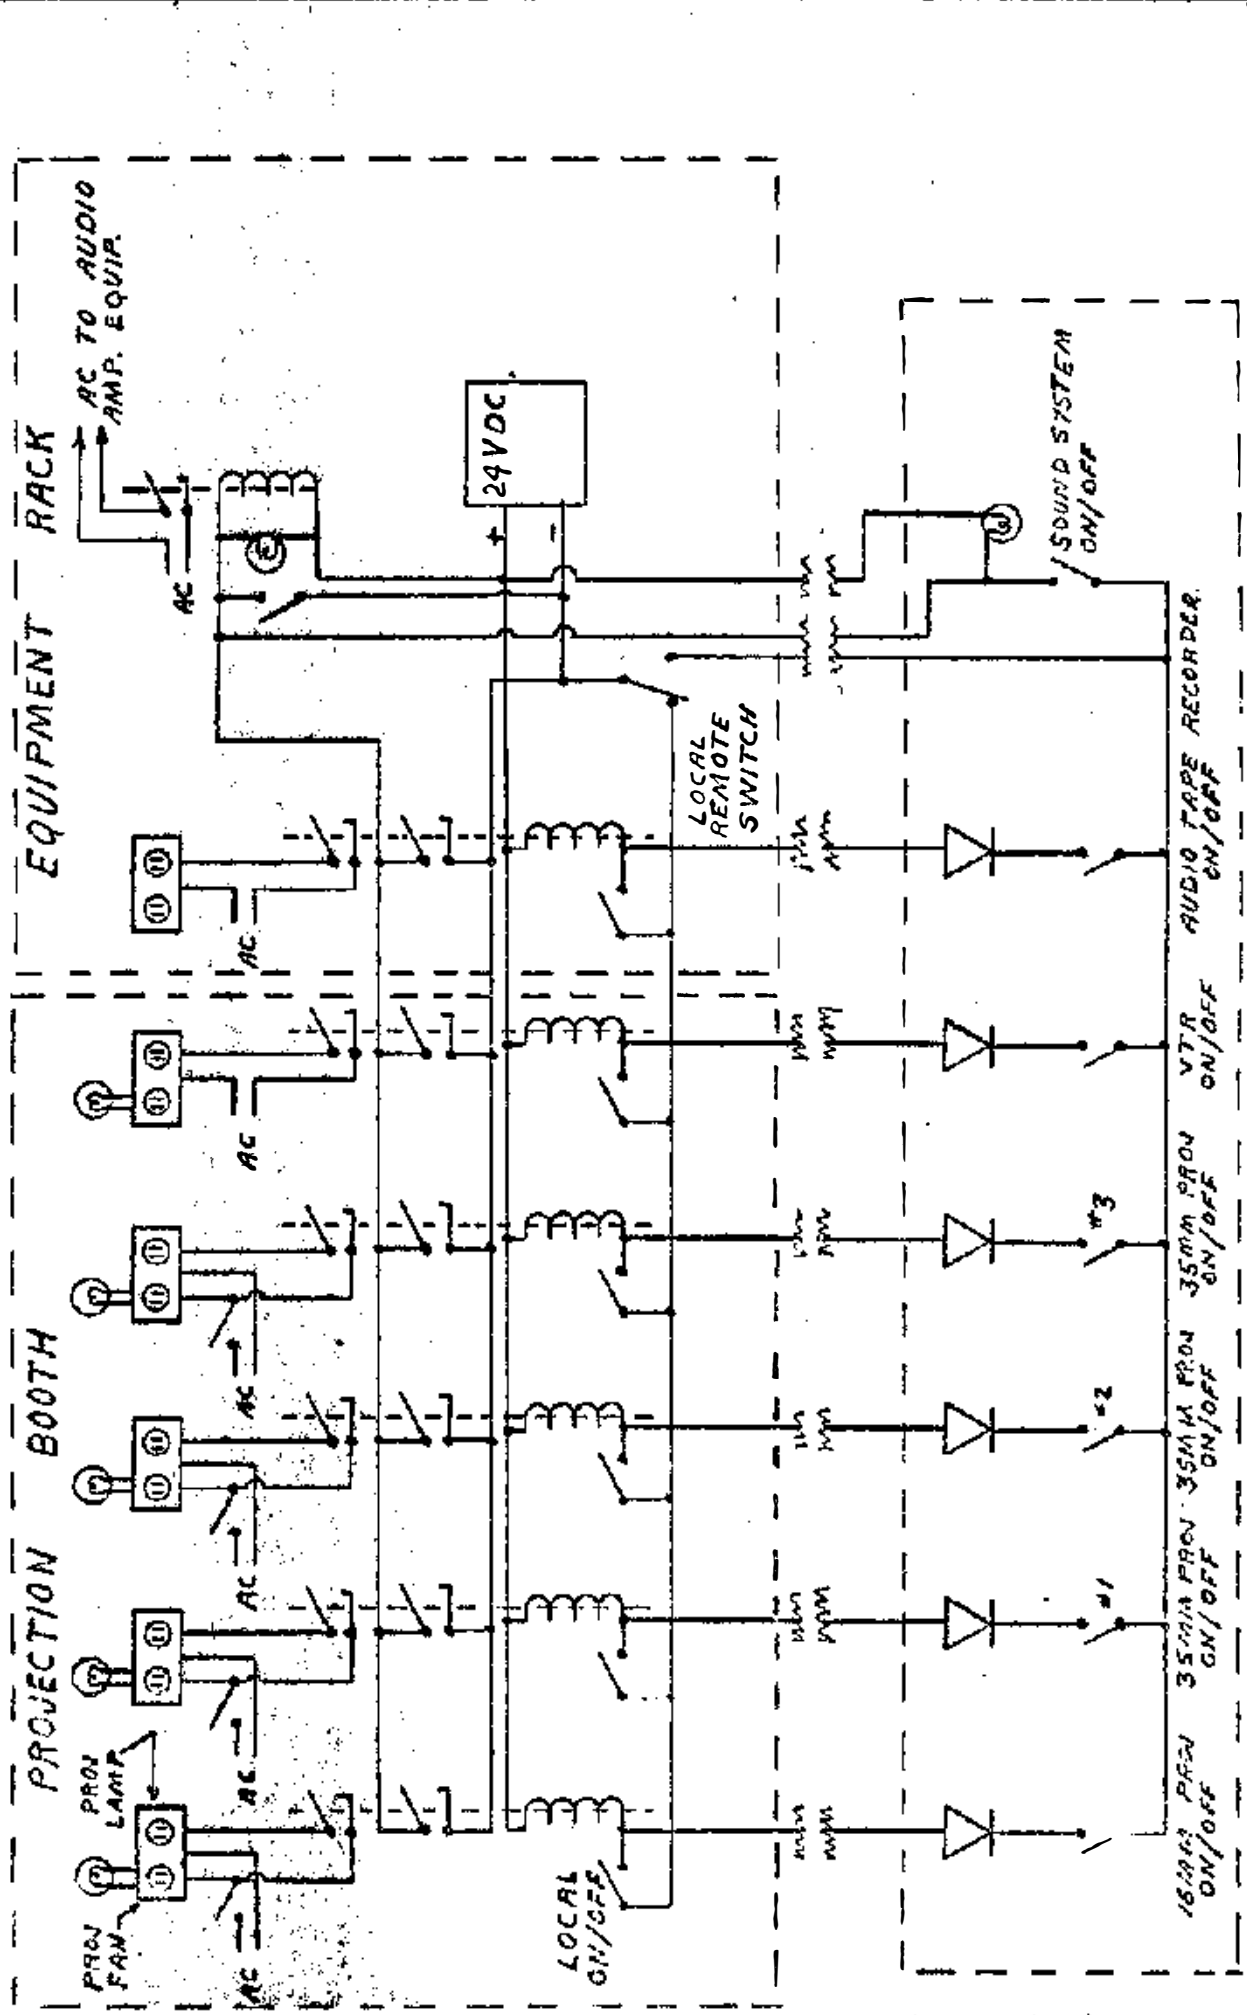 PROJECTION BOOTH
EQUIPMENT RACK
PROJ
FAN
PROJ
LAMP
AC TO AUDIO
AMP. EQUIP.
AC
AC
AC
AC
AC
AC
AC
24VDC
+
-
LOCAL
ON/OFF
LOCAL
REMOTE
SWITCH
#1
#2
#3
SOUND SYSTEM
ON/OFF
16MM PROJ
ON/OFF
35MM PROJ
ON/OFF
35MM PROJ
ON/OFF
35MM PROJ
ON/OFF
VTR
ON/OFF
AUDIO TAPE RECORDER
ON/OFF